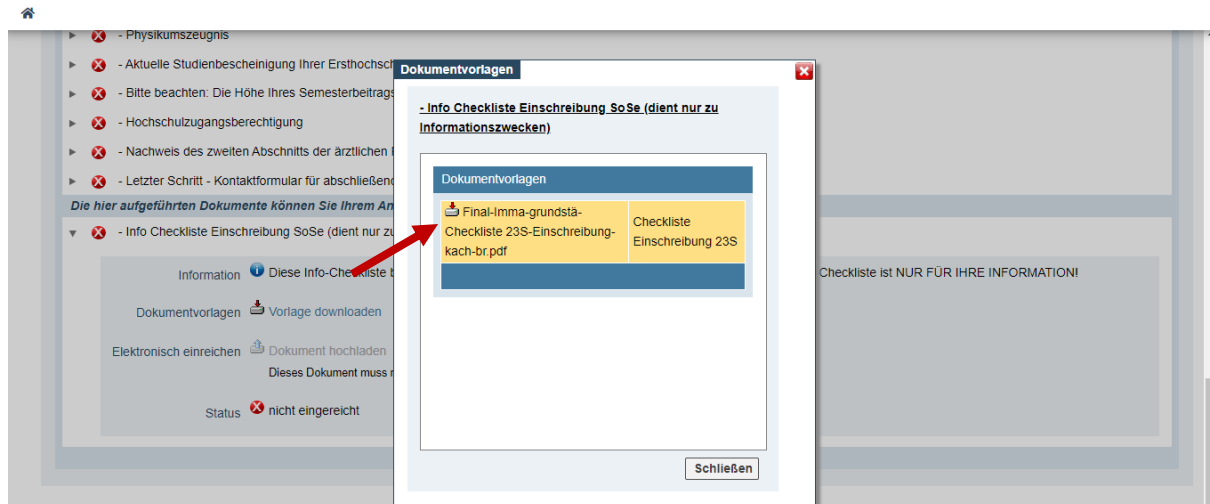 - Physikumszeugnis
- Aktuelle Studienbescheinigung Ihrer Ersthochsch
- Bitte beachten: Die Höhe Ihres Semesterbeitrags
- Hochschulzugangsberechtigung
- Nachweis des zweiten Abschnitts der ärztlichen
- Letzter Schritt - Kontaktformular für abschließend
Die hier aufgeführten Dokumente können Sie Ihrem An
- Info Checkliste Einschreibung SoSe (dient nur zu
Information Diese Info-Checkliste b
Checkliste ist NUR FÜR IHRE INFORMATION!
Dokumentvorlagen Vorlage downloaden
Elektronisch einreichen Dokument hochladen
Dieses Dokument muss
Status nicht eingereicht
Dokumentvorlagen
- Info Checkliste Einschreibung SoSe (dient nur zu
Informationszwecken)
Dokumentvorlagen
Final-Imma-grundstä-
Checkliste 23S-Einschreibung-
kach-br.pdf
Checkliste
Einschreibung 23S
Schließen